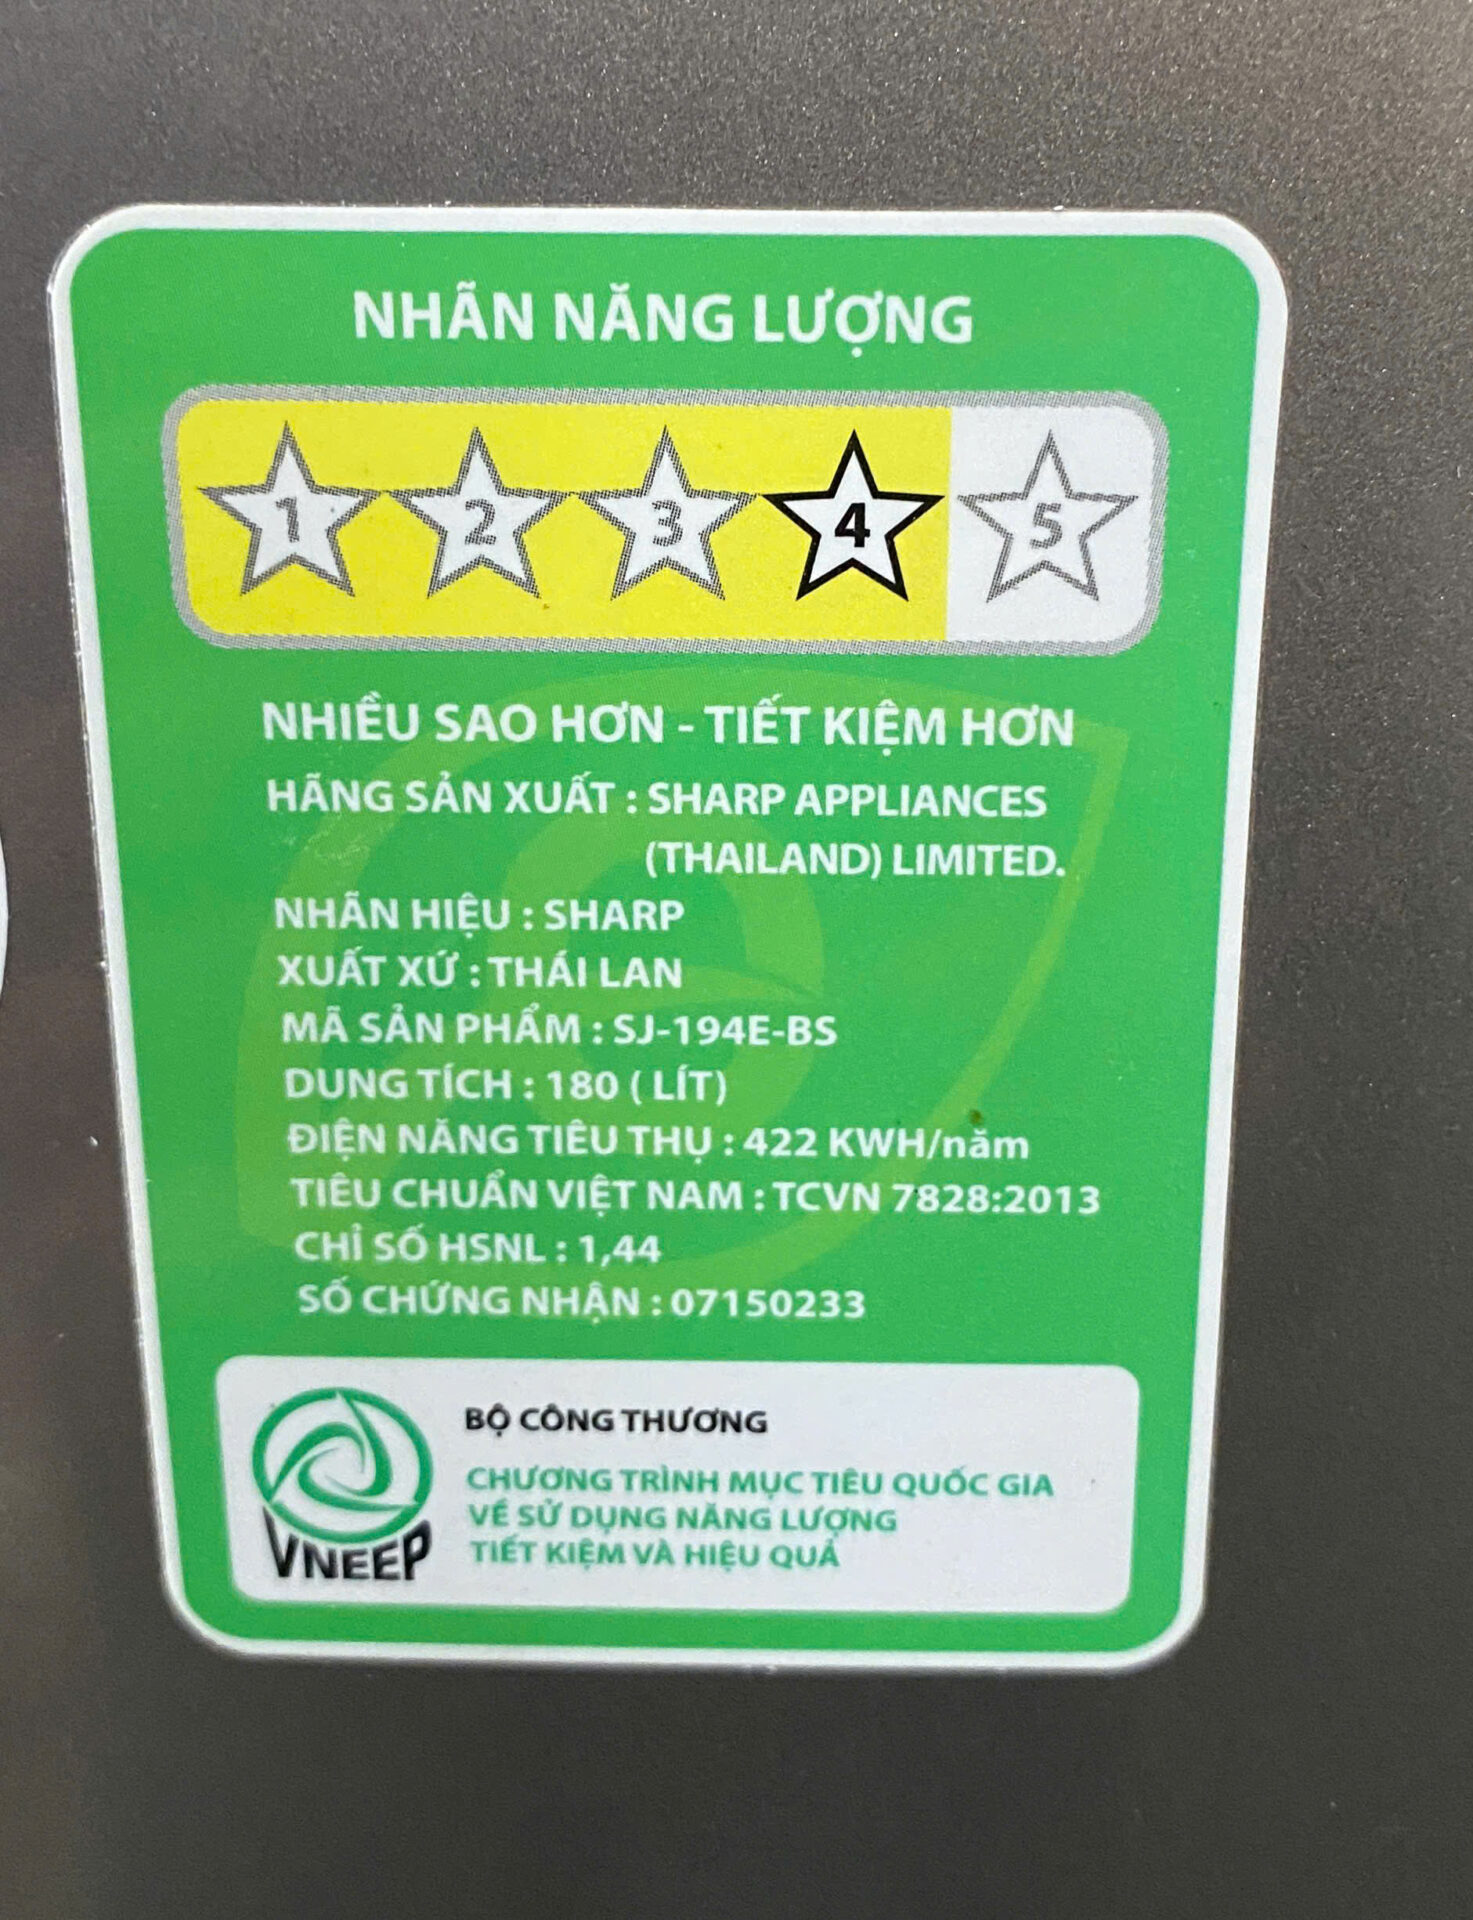 NHÃN NĂNG LƯỢNG
1 2 3 4 5
NHIỀU SAO HƠN - TIẾT KIỆM HƠN
HÃNG SẢN XUẤT : SHARP APPLIANCES
(THAILAND) LIMITED.
NHÃN HIỆU : SHARP
XUẤT XỨ : THÁI LAN
MÃ SẢN PHẨM : SJ-194E-BS
DUNG TÍCH : 180 ( LÍT)
ĐIỆN NĂNG TIÊU THỤ : 422 KWH/năm
TIÊU CHUẨN VIỆT NAM : TCVN 7828:2013
CHỈ SỐ HSNL : 1,44
SỐ CHỨNG NHẬN : 07150233
BỘ CÔNG THƯƠNG
CHƯƠNG TRÌNH MỤC TIÊU QUỐC GIA
VỀ SỬ DỤNG NĂNG LƯỢNG
TIẾT KIỆM VÀ HIỆU QUẢ
VNEEP